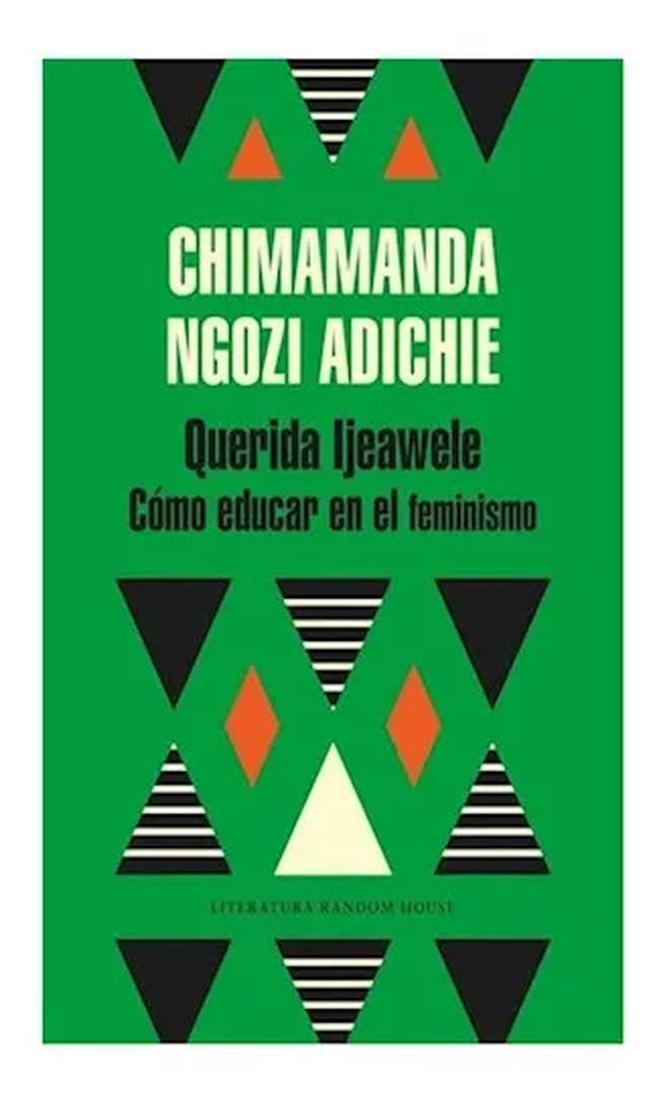 CHIMAMANDA
NGOZI ADICHIE
Querida Ijeawele
Cómo educar en el feminismo
LITERATURA RANDOM HOUSE